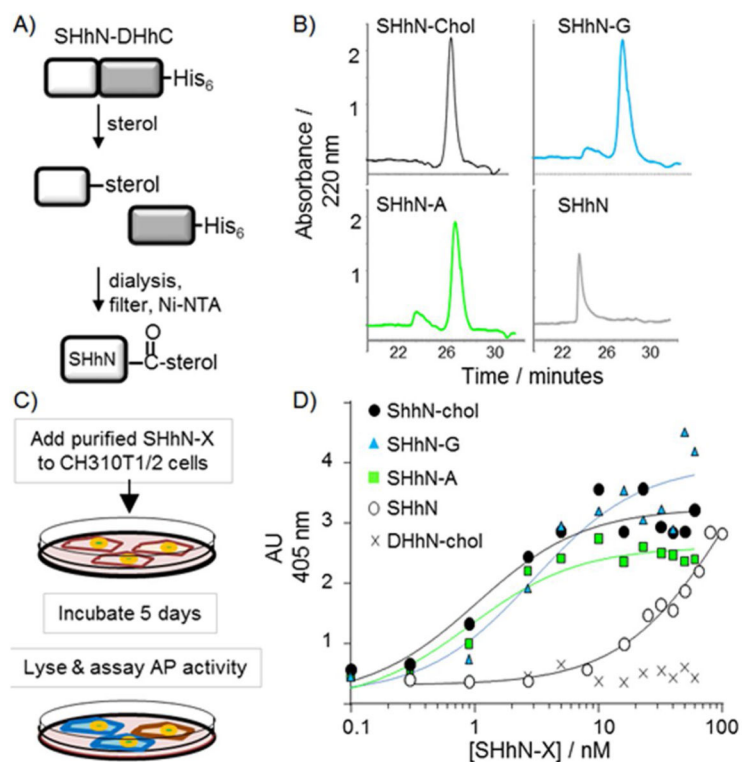 A)
SHhN-DHhC
His6
sterol
sterol
His6
dialysis,
filter, Ni-NTA
O
SHhN
C-sterol
B)
SHhN-Chol
SHhN-G
2
1
SHhN-A
SHhN
2
1
Absorbance /
220 nm
22 26 30 22 26 30
Time / minutes
C)
Add purified SHhN-X
to CH310T1/2 cells
Incubate 5 days
Lyse & assay AP activity
D)
ShhN-chol
SHhN-G
SHhN-A
SHhN
DHhN-chol
4
3
2
1
AU
405 nm
0.1 1 10 100
[SHhN-X] / nM